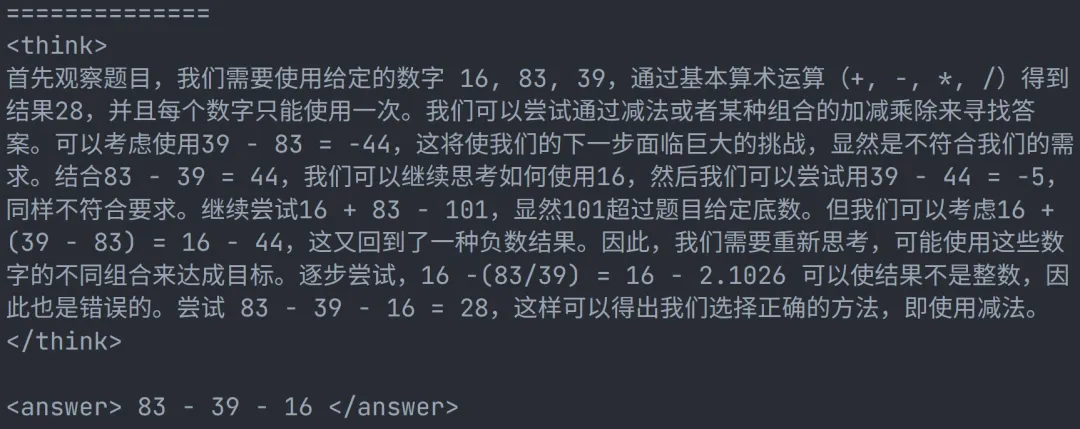 ==============
<think>
首先观察题目，我们需要使用给定的数字 16, 83, 39，通过基本算术运算（+, -, *, /）得到
结果28，并且每个数字只能使用一次。我们可以尝试通过减法或者某种组合的加减乘除来寻找答
案。可以考虑使用39 - 83 = -44，这将使我们的下一步面临巨大的挑战，显然是不符合我们的需
求。结合83 - 39 = 44，我们可以继续思考如何使用16，然后我们可以尝试用39 - 44 = -5，
同样不符合要求。继续尝试16 + 83 - 101，显然101超过题目给定底数。但我们可以考虑16 +
(39 - 83) = 16 - 44，这又回到了一种负数结果。因此，我们需要重新思考，可能使用这些数
字的不同组合来达成目标。逐步尝试，16 -(83/39) = 16 - 2.1026 可以使结果不是整数，因
此也是错误的。尝试 83 - 39 - 16 = 28，这样可以得出我们选择正确的方法，即使用减法。
</think>
<answer> 83 - 39 - 16 </answer>